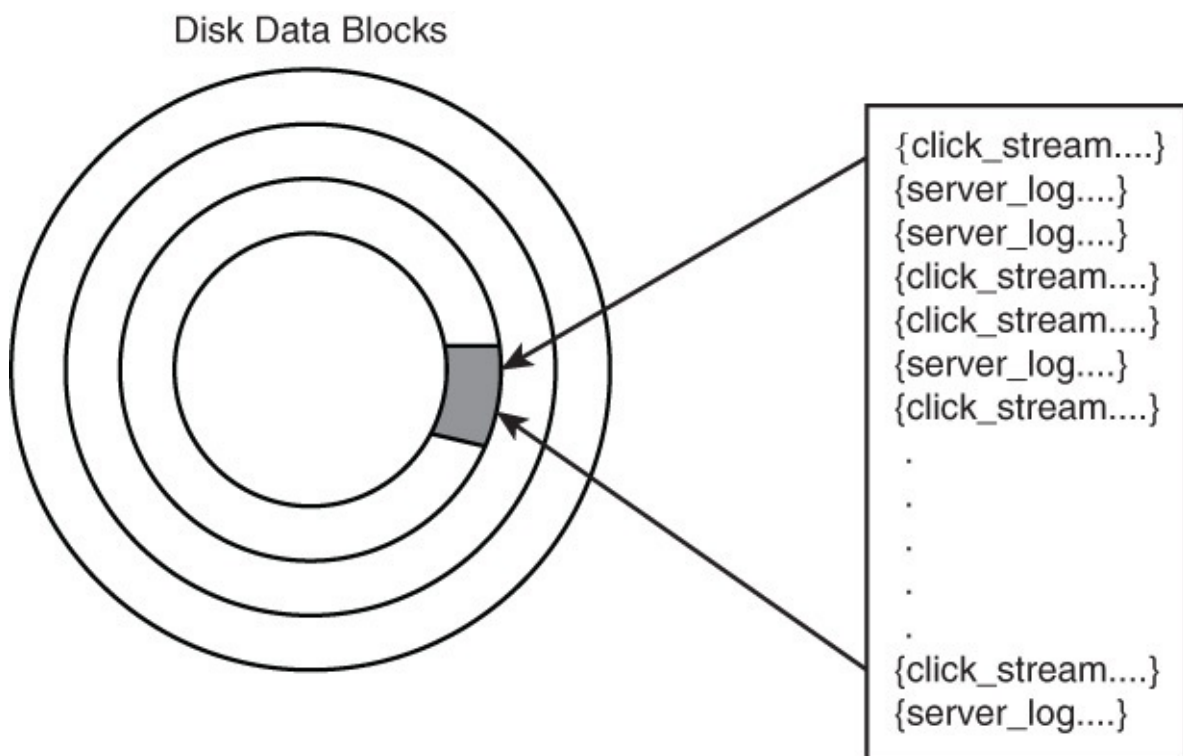 Disk Data Blocks
{click_stream....}
{server_log....}
{server_log....}
{click_stream....}
{click_stream....}
{server_log....}
{click_stream....}
.
.
.
.
.
{click_stream....}
{server_log....}